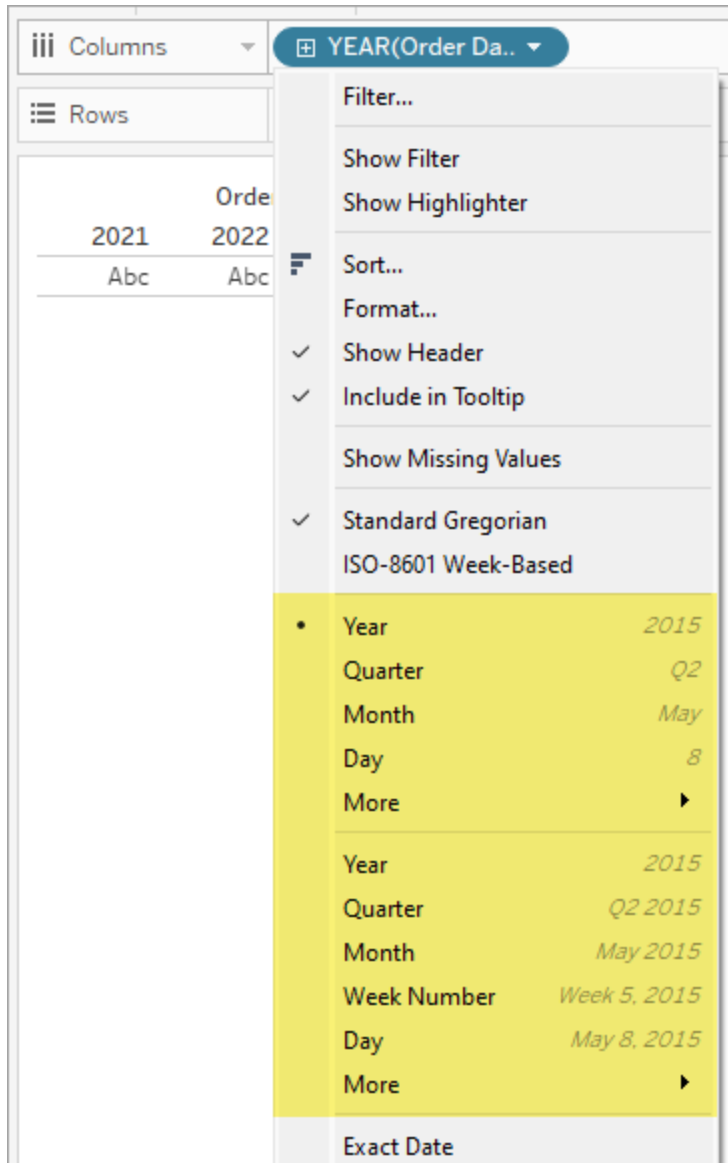 Columns
YEAR(Order Da..
Rows
Filter...
Show Filter
Show Highlighter
Orde
2021 2022
Abc Abc
Sort...
Format...
Show Header
Include in Tooltip
Show Missing Values
Standard Gregorian
ISO-8601 Week-Based
Year 2015
Quarter Q2
Month May
Day 8
More
Year 2015
Quarter Q2 2015
Month May 2015
Week Number Week 5, 2015
Day May 8, 2015
More
Exact Date